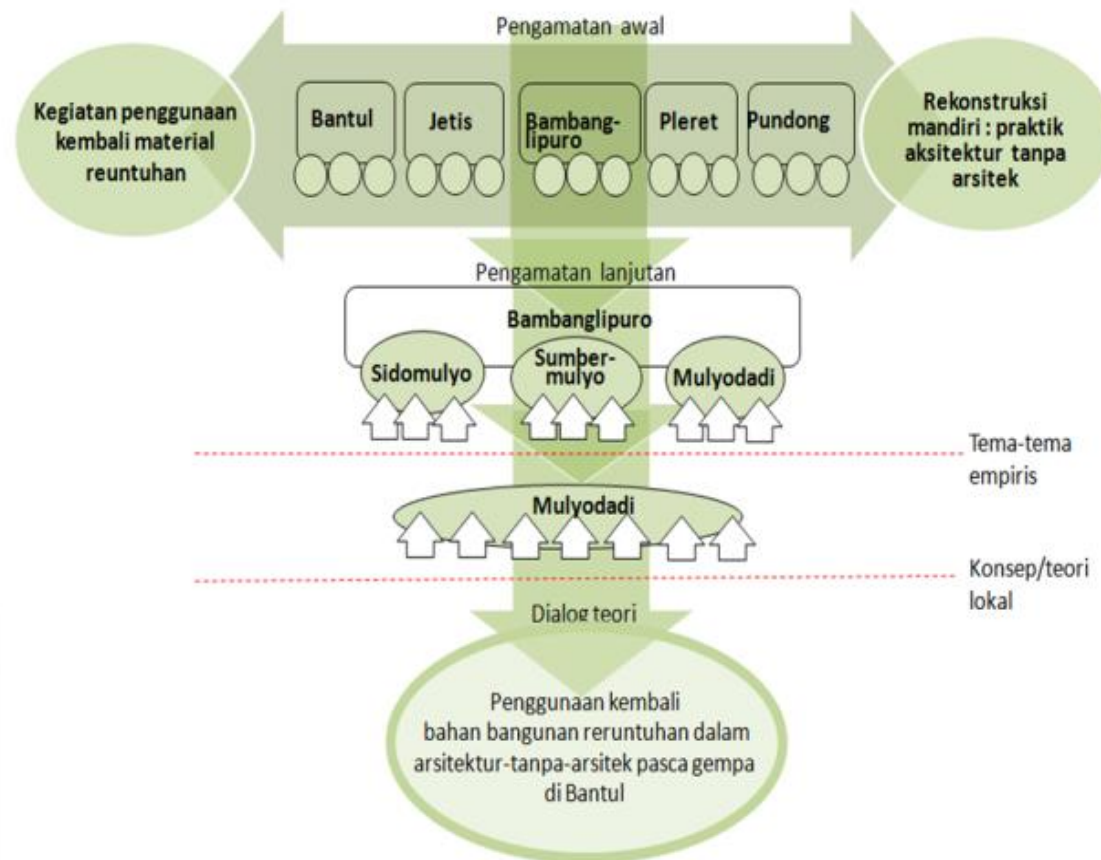 Pengamatan awal
Kegiatan penggunaan
kembali material
reuntuhan
Bantul
Jetis
Bambang-
lipuro
Pleret
Pundong
Rekonstruksi
mandiri : praktik
aksitektur tanpa
arsitek
Pengamatan lanjutan
Bambanglipuro
Sidomulyo
Sumber-
mulyo
Mulyodadi
Tema-tema
empiris
Mulyodadi
Konsep/teori
lokal
Dialog teori
Penggunaan kembali
bahan bangunan reruntuhan dalam
arsitektur-tanpa-arsitek pasca gempa
di Bantul